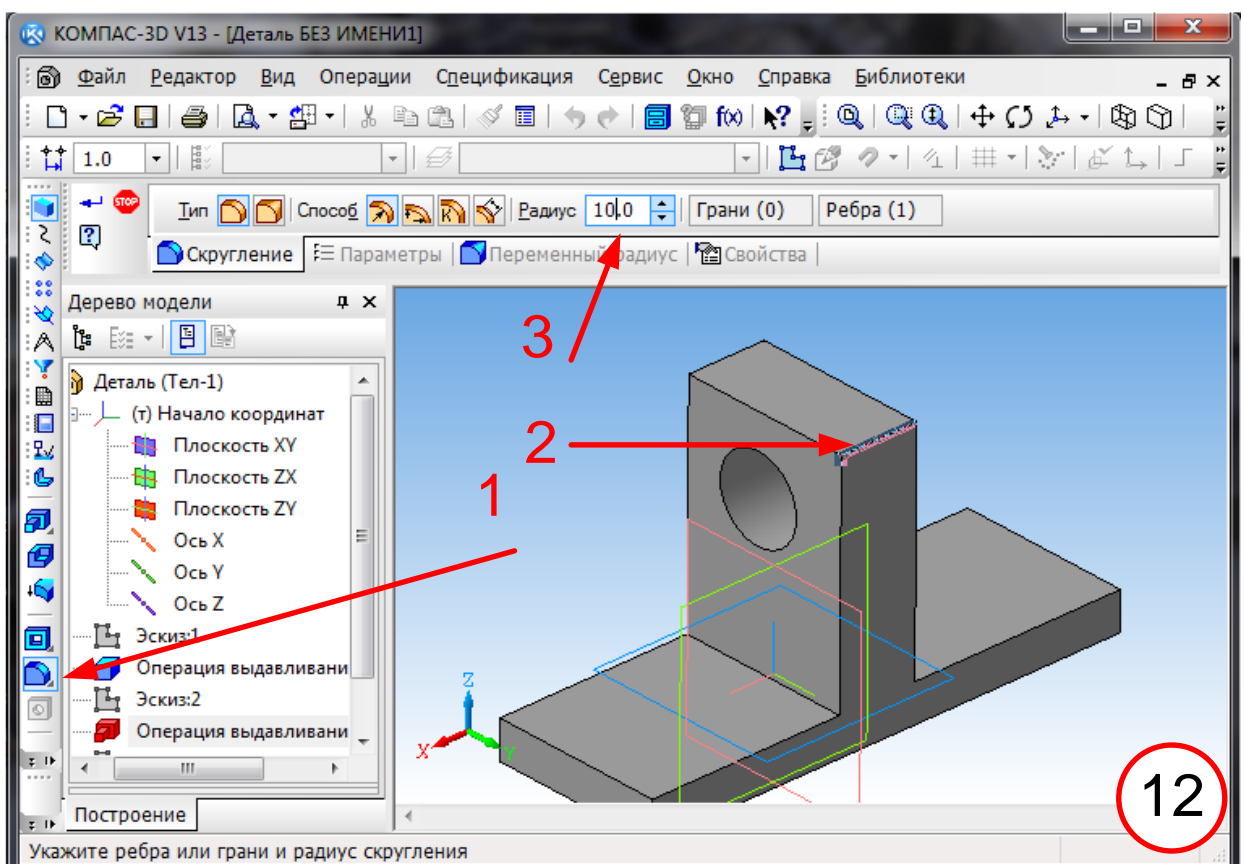 КОМПАС-3D V13 - [Деталь БЕЗ ИМЕНИ1]
Файл Редактор Вид Операции Спецификация Сервис Окно Справка Библиотеки
f(x)
1.0
STOP Тип Способ Радиус 10.0 Грани (0) Ребра (1)
Скругление Параметры Переменный радиус Свойства
Дерево модели
Деталь (Тел-1)
(т) Начало координат
Плоскость XY
Плоскость ZX
Плоскость ZY
Ось X
Ось Y
Ось Z
Эскиз:1
Операция выдавливани
Эскиз:2
Операция выдавливани
Построение
3
2
1
Z
X
Y
12
Укажите ребра или грани и радиус скругления